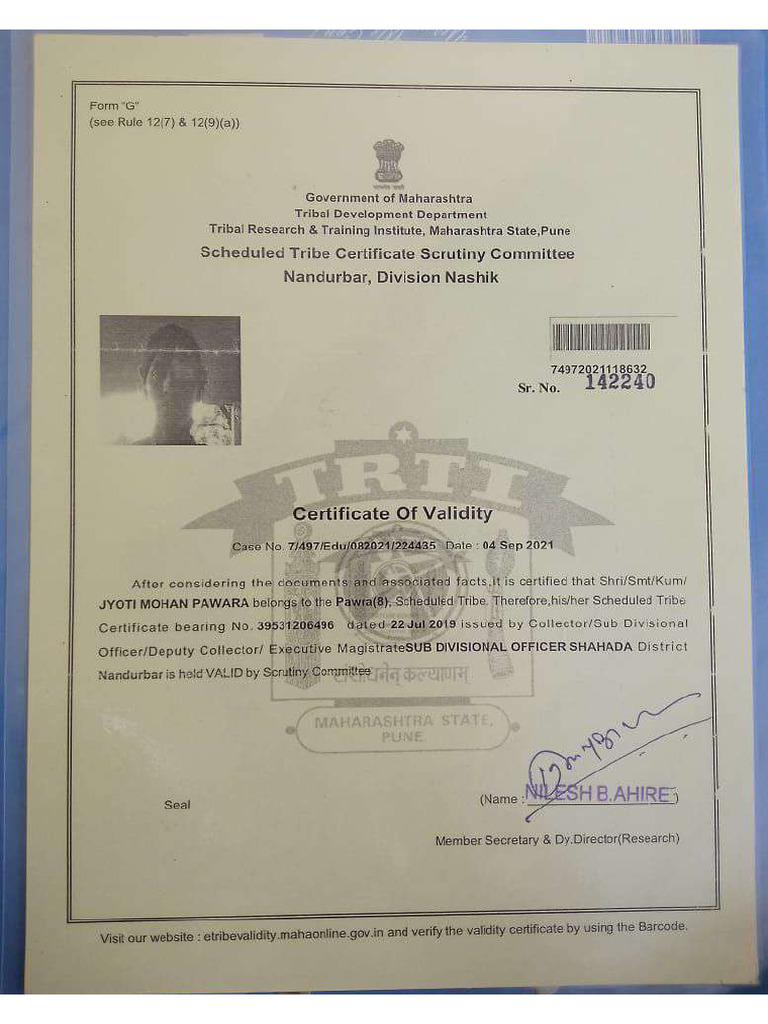 Form "G"
(see Rule 12(7) & 12(9)(a))
Government of Maharashtra
Tribal Development Department
Tribal Research & Training Institute, Maharashtra State,Pune
Scheduled Tribe Certificate Scrutiny Committee
Nandurbar, Division Nashik
74972021118632
Sr. No. 142240
TRTI
Certificate Of Validity
Case No. 7/497/Edu/082021/224435 Date : 04 Sep 2021
After considering the documents and associated facts,it is certified that Shri/Smt/Kum/
JYOTI MOHAN PAWARA belongs to the Pawra(8), Scheduled Tribe. Therefore,his/her Scheduled Tribe
Certificate bearing No. 39531206496 dated 22 Jul 2019 issued by Collector/Sub Divisional
Officer/Deputy Collector/ Executive MagistrateSUB DIVISIONAL OFFICER SHAHADA District
Nandurbar is held VALID by Scrutiny Committee
MAHARASHTRA STATE,
PUNE.
Seal
(Name : NILESH B.AHIRE )
Member Secretary & Dy.Director(Research)
Visit our website : etribevalidity.mahaonline.gov.in and verify the validity certificate by using the Barcode.